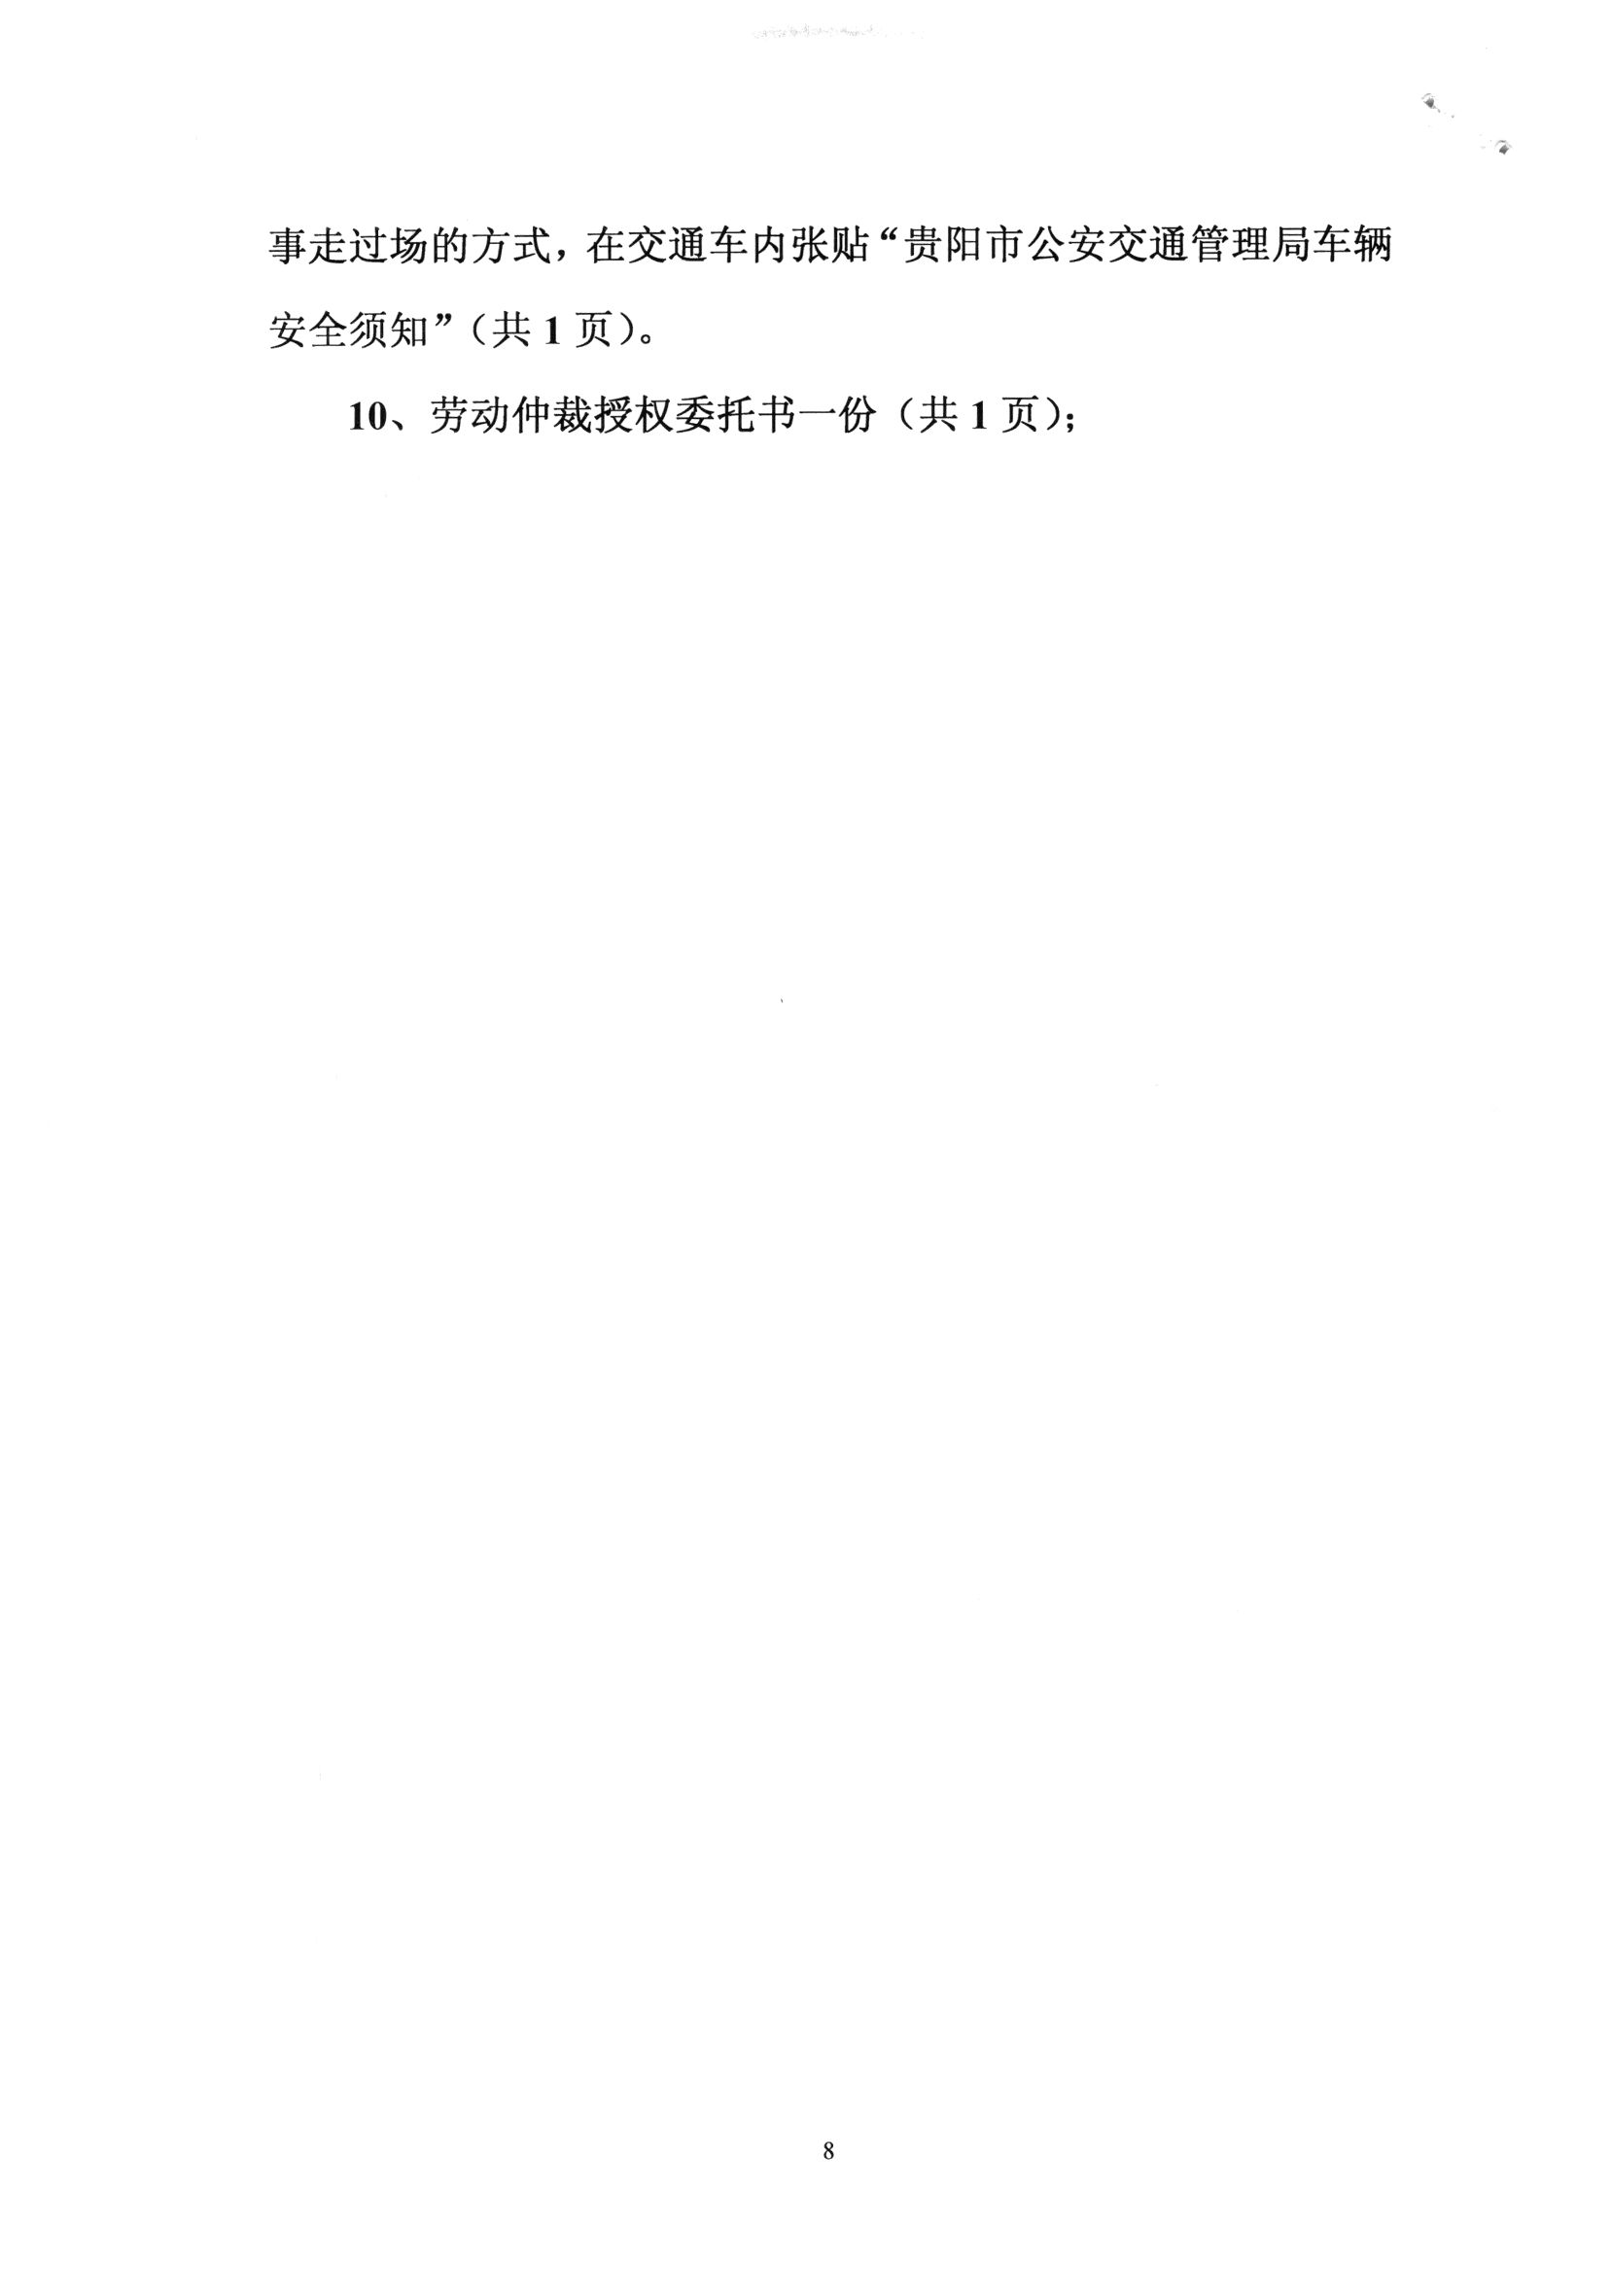 事走过场的方式，在交通车内张贴“贵阳市公安交通管理局车辆
安全须知”（共 1 页）。
10、劳动仲裁授权委托书一份（共 1 页）；
8